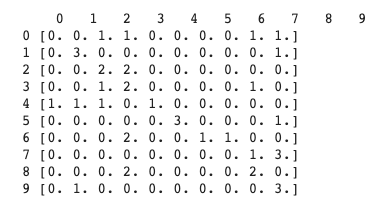 0 1 2 3 4 5 6 7 8 9
0 [0. 0. 1. 1. 0. 0. 0. 0. 1. 1.]
1 [0. 3. 0. 0. 0. 0. 0. 0. 0. 1.]
2 [0. 0. 2. 2. 0. 0. 0. 0. 0. 0.]
3 [0. 0. 1. 2. 0. 0. 0. 0. 1. 0.]
4 [1. 1. 1. 0. 1. 0. 0. 0. 0. 0.]
5 [0. 0. 0. 0. 0. 3. 0. 0. 0. 1.]
6 [0. 0. 0. 2. 0. 0. 1. 1. 0. 0.]
7 [0. 0. 0. 0. 0. 0. 0. 0. 1. 3.]
8 [0. 0. 0. 2. 0. 0. 0. 0. 2. 0.]
9 [0. 1. 0. 0. 0. 0. 0. 0. 0. 3.]